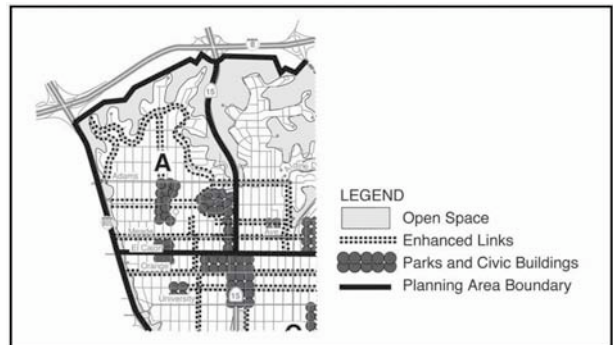 8
15
A
Adams
El Cajon
Orange
University
15
LEGEND
Open Space
Enhanced Links
Parks and Civic Buildings
Planning Area Boundary